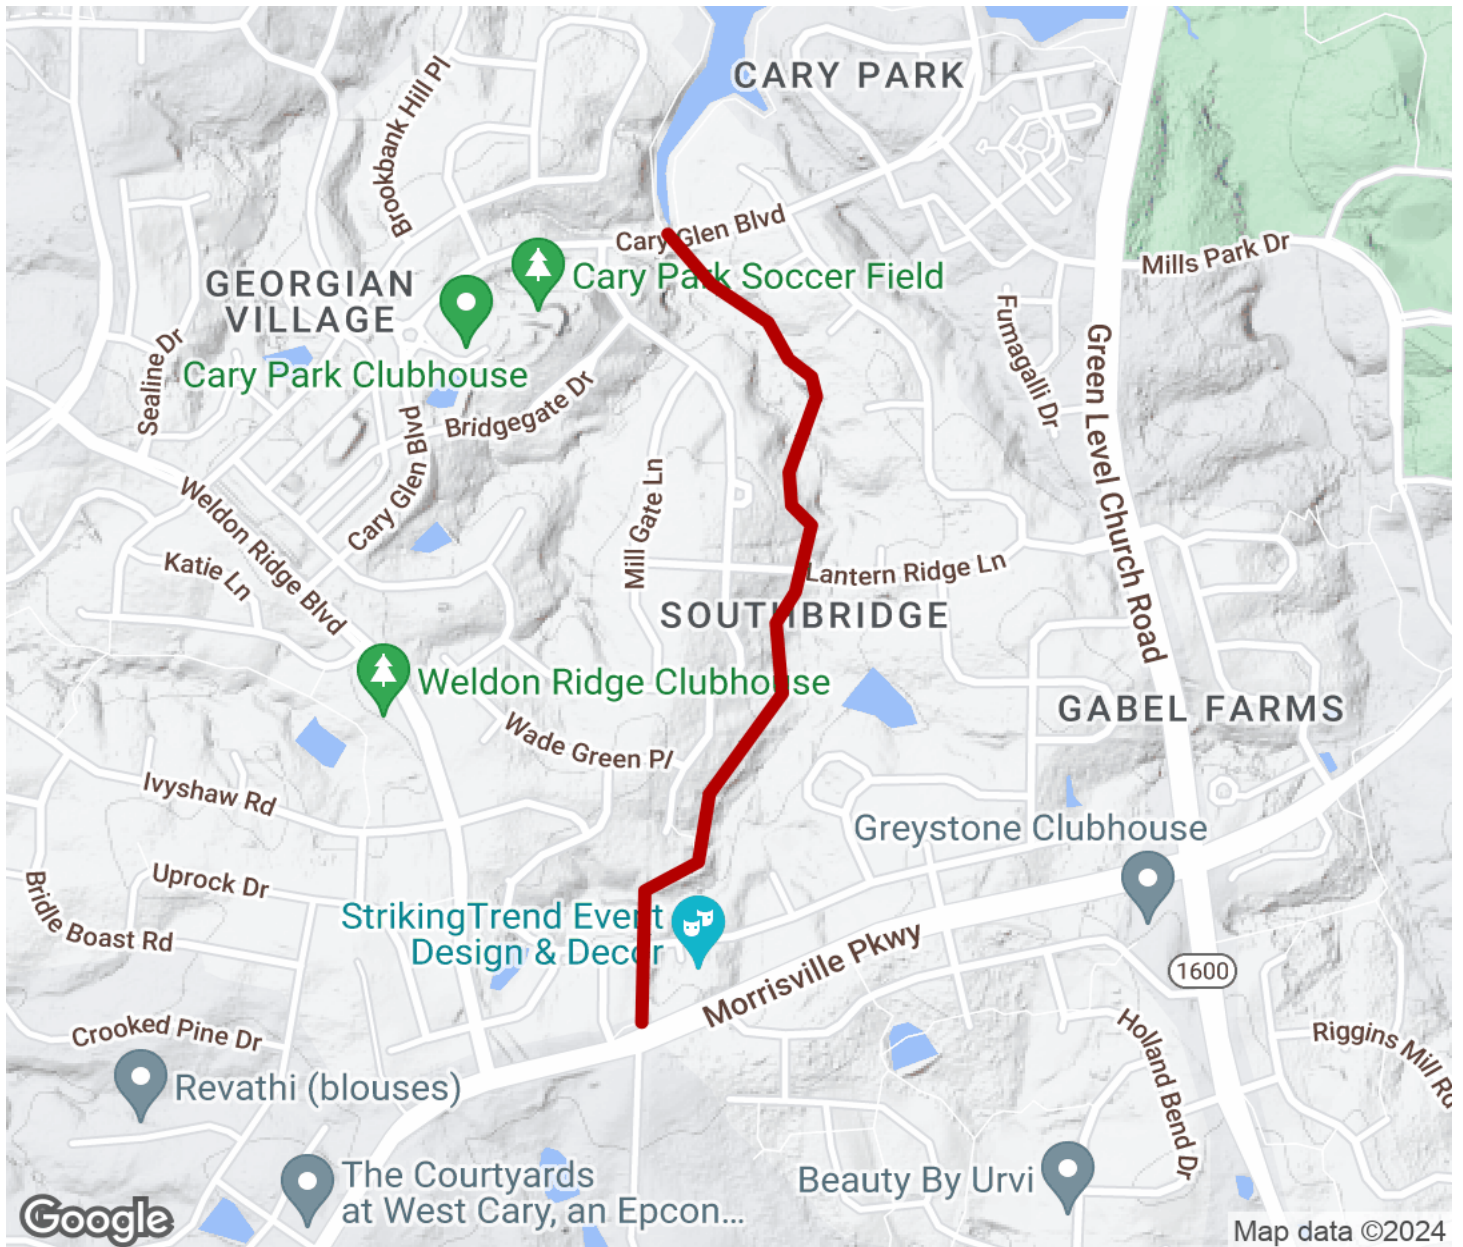 CARY PARK
Brookbank Hill Pl
Cary Glen Blvd
Mills Park Dr
Cary Park Soccer Field
GEORGIAN
VILLAGE
Sealine Dr
Cary Park Clubhouse
Fumagalli Dr
Green Level Church Road
Bridgegate Dr
Cary Glen Blvd
Weldon Ridge Blvd
Mill Gate Ln
Katie Ln
Lantern Ridge Ln
SOUTHBRIDGE
Weldon Ridge Clubhouse
GABEL FARMS
Wade Green Pl
Ivyshaw Rd
Greystone Clubhouse
Uprock Dr
Bridle Boast Rd
StrikingTrend Event
Design & Decor
Morrisville Pkwy
1600
Crooked Pine Dr
Holland Bend Dr
Riggins Mill Rd
Revathi (blouses)
The Courtyards
at West Cary, an Epcon...
Beauty By Urvi
Google
Map data ©2024